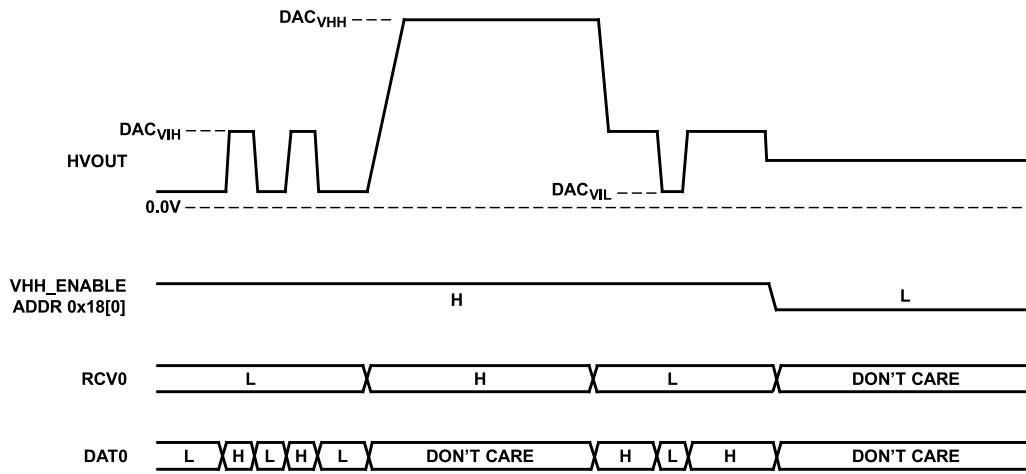 DACVHH
DACVIH
HVOUT
DACVIL
0.0V
VHH_ENABLE
ADDR 0x18[0]
H
L
RCV0
L
H
L
DON'T CARE
DAT0
L
H
L
H
L
DON'T CARE
H
L
H
DON'T CARE